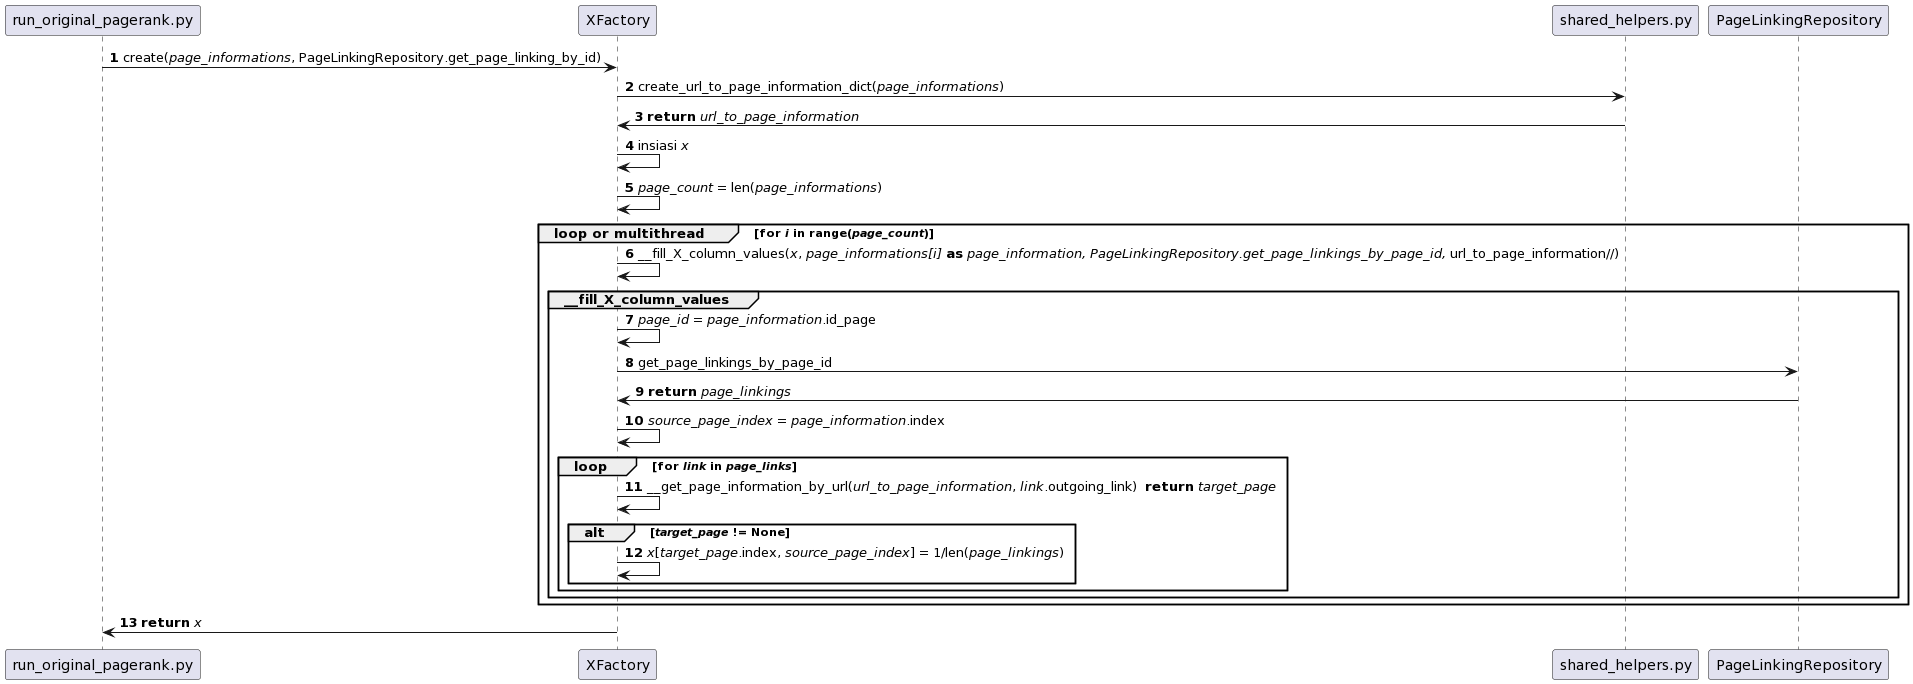 run_original_pagerank.py XFactory shared_helpers.py PageLinkingRepository
1 create(page_informations, PageLinkingRepository.get_page_linking_by_id)
2 create_url_to_page_information_dict(page_informations)
3 return url_to_page_information
4 insiasi x
5 page_count = len(page_informations)
loop or multithread [for i in range(page_count)]
6 __fill_X_column_values(x, page_informations[i] as page_information, PageLinkingRepository.get_page_linkings_by_page_id, url_to_page_information//)
__fill_X_column_values
7 page_id = page_information.id_page
8 get_page_linkings_by_page_id
9 return page_linkings
10 source_page_index = page_information.index
loop [for link in page_links]
11 __get_page_information_by_url(url_to_page_information, link.outgoing_link) return target_page
alt [target_page != None]
12 x[target_page.index, source_page_index] = 1/len(page_linkings)
13 return x
run_original_pagerank.py XFactory shared_helpers.py PageLinkingRepository